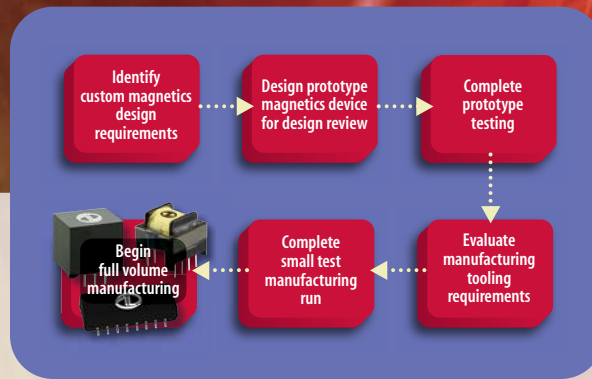 Identify
custom magnetics
design
requirements
Design prototype
magnetics device
for design review
Complete
prototype
testing
Evaluate
manufacturing
tooling
requirements
Complete
small test
manufacturing
run
Begin
full volume
manufacturing